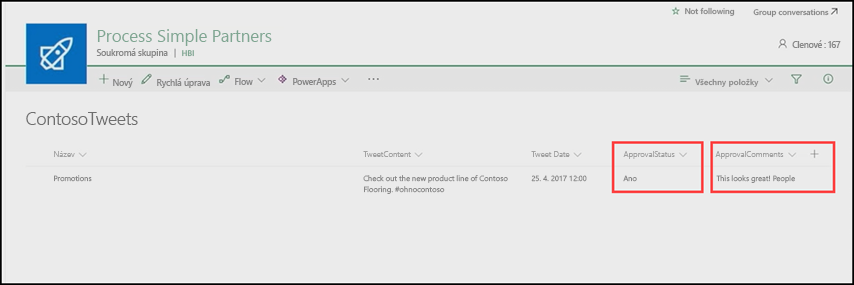 Not following Group conversations
Process Simple Partners
Soukromá skupina | HBI
Členové : 167
Nový Rychlá úprava Flow PowerApps ... Všechny položky
ContosoTweets
Název TweetContent Tweet Date ApprovalStatus ApprovalComments
Promotions Check out the new product line of Contoso 25. 4. 2017 12:00 Ano This looks great! People
Flooring. #ohnocontoso